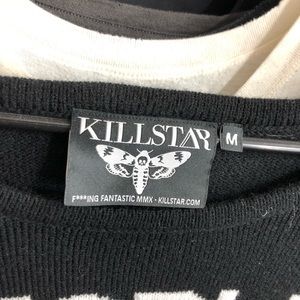 KILLSTAR
M
F***ING FANTASTIC MMX - KILLSTAR.COM